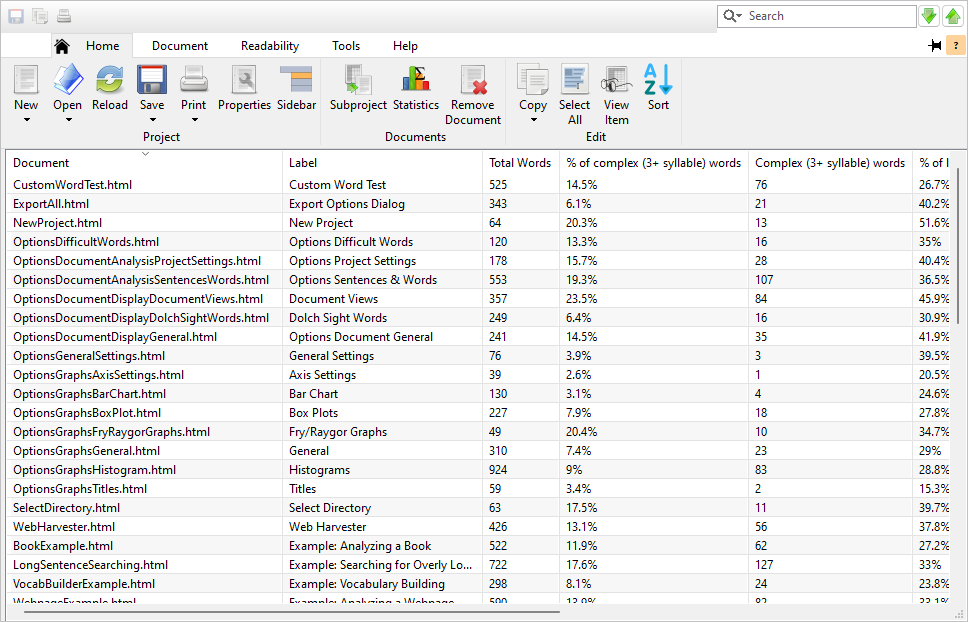 Search
Home Document Readability Tools Help ?
New Open Reload Save Print Properties Sidebar Subproject Statistics Remove Document Copy Select All View Item Sort
Project Documents Edit
Document Label Total Words % of complex (3+ syllable) words Complex (3+ syllable) words % of l
CustomWordTest.html Custom Word Test 525 14.5% 76 26.7%
ExportAll.html Export Options Dialog 343 6.1% 21 40.2%
NewProject.html New Project 64 20.3% 13 51.6%
OptionsDifficultWords.html Options Difficult Words 120 13.3% 16 35%
OptionsDocumentAnalysisProjectSettings.html Options Project Settings 178 15.7% 28 40.4%
OptionsDocumentAnalysisSentencesWords.html Options Sentences & Words 553 19.3% 107 36.5%
OptionsDocumentDisplayDocumentViews.html Document Views 357 23.5% 84 45.9%
OptionsDocumentDisplayDolchSightWords.html Dolch Sight Words 249 6.4% 16 30.9%
OptionsDocumentDisplayGeneral.html Options Document General 241 14.5% 35 41.9%
OptionsGeneralSettings.html General Settings 76 3.9% 3 39.5%
OptionsGraphsAxisSettings.html Axis Settings 39 2.6% 1 20.5%
OptionsGraphsBarChart.html Bar Chart 130 3.1% 4 24.6%
OptionsGraphsBoxPlot.html Box Plots 227 7.9% 18 27.8%
OptionsGraphsFryRaygorGraphs.html Fry/Raygor Graphs 49 20.4% 10 34.7%
OptionsGraphsGeneral.html General 310 7.4% 23 29%
OptionsGraphsHistogram.html Histograms 924 9% 83 28.8%
OptionsGraphsTitles.html Titles 59 3.4% 2 15.3%
SelectDirectory.html Select Directory 63 17.5% 11 39.7%
WebHarvester.html Web Harvester 426 13.1% 56 37.8%
BookExample.html Example: Analyzing a Book 522 11.9% 62 27.2%
LongSentenceSearching.html Example: Searching for Overly Lo... 722 17.6% 127 33%
VocabBuilderExample.html Example: Vocabulary Building 298 8.1% 24 23.8%
WebpageExample.html Example: Analyzing a Webpage 590 13.9% 82 33.1%